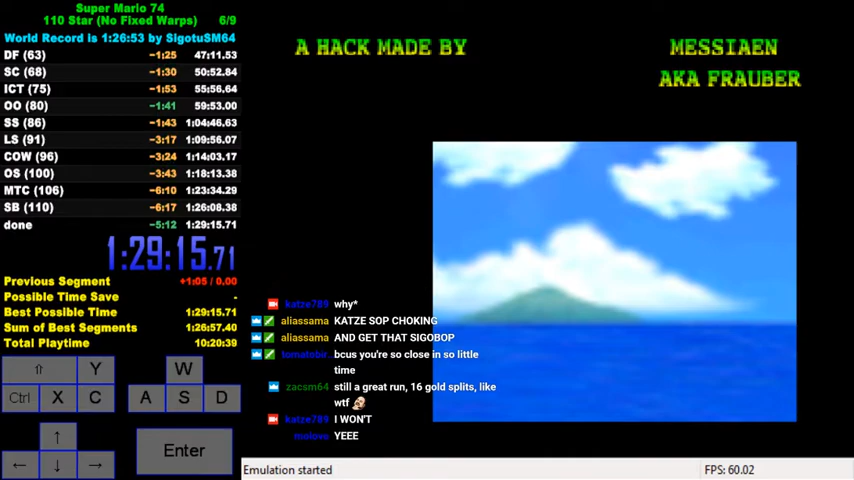 Super Mario 74
110 Star (No Fixed Warps) 6/9
World Record is 1:26:53 by SigotuSM64
DF (63) −1:25 47:11.53
SC (68) −1:30 50:52.84
ICT (75) −1:53 55:56.64
OO (80) −1:41 59:53.00
SS (86) −1:43 1:04:46.63
LS (91) −3:17 1:09:56.07
COW (96) −3:24 1:14:03.17
OS (100) −3:43 1:18:13.38
MTC (106) −6:10 1:23:34.29
SB (110) −6:17 1:26:08.38
done −5:12 1:29:15.71
1:29:15.71
Previous Segment +1:05 / 0,00
Possible Time Save -
Best Possible Time 1:29:15.71
Sum of Best Segments 1:26:57.40
Total Playtime 10:20:39
⇧ Y W
Ctrl X C A S D
↑
← ↓ → Enter
A HACK MADE BY MESSIAEN
AKA FRAUBER
katze789 why*
aliassama KATZE SOP CHOKING
aliassama AND GET THAT SIGOBOP
bcus you're so close in so little
time
zacsm64 still a great run, 16 gold splits, like
wtf
katze789 I WON'T
YEEE
Emulation started FPS: 60.02